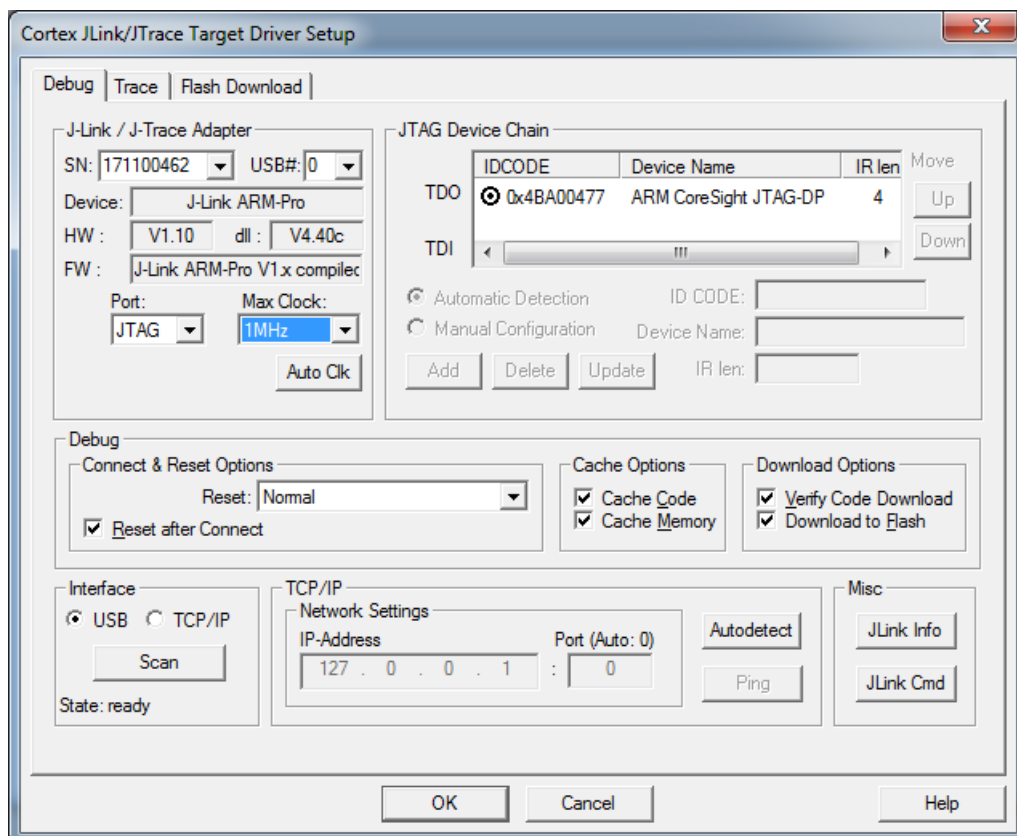 Cortex JLink/JTrace Target Driver Setup
Debug Trace Flash Download
J-Link / J-Trace Adapter
SN: 171100462 USB#: 0
Device: J-Link ARM-Pro
HW : V1.10 dll : V4.40c
FW : J-Link ARM-Pro V1.x compiled
Port: Max Clock:
JTAG 1MHz
Auto Clk
JTAG Device Chain
IDCODE Device Name IR len Move
TDO 0x4BA00477 ARM CoreSight JTAG-DP 4 Up
TDI Down
Automatic Detection ID CODE:
Manual Configuration Device Name:
Add Delete Update IR len:
Debug
Connect & Reset Options
Reset: Normal
Reset after Connect
Cache Options
Cache Code
Cache Memory
Download Options
Verify Code Download
Download to Flash
Interface
USB TCP/IP
Scan
State: ready
TCP/IP
Network Settings
IP-Address Port (Auto: 0)
127 . 0 . 0 . 1 : 0
Autodetect
Ping
Misc
JLink Info
JLink Cmd
OK Cancel Help